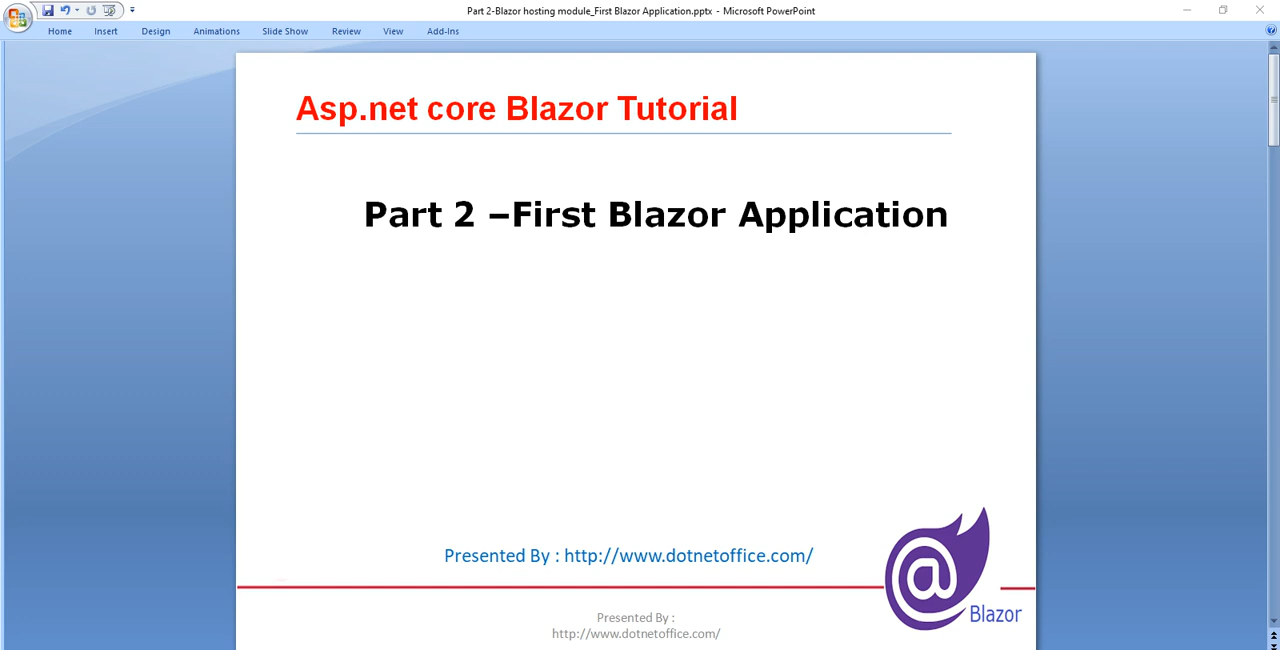 Part 2-Blazor hosting module_First Blazor Application.pptx - Microsoft PowerPoint
Home Insert Design Animations Slide Show Review View Add-Ins
Asp.net core Blazor Tutorial
Part 2 –First Blazor Application
Presented By : http://www.dotnetoffice.com/
@
Blazor
Presented By :
http://www.dotnetoffice.com/